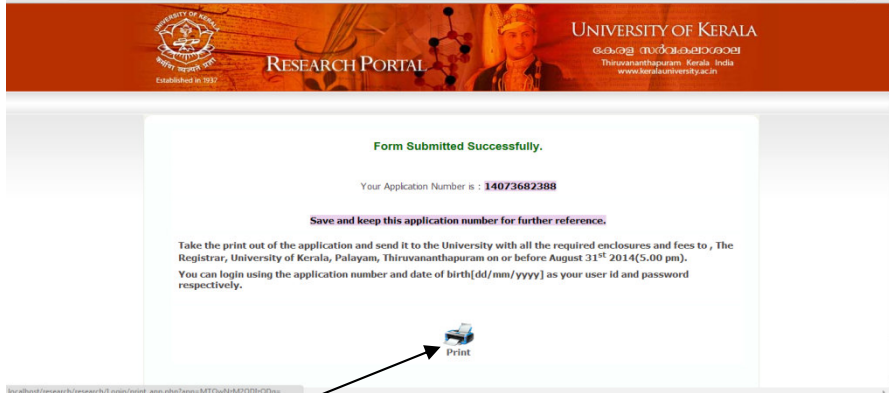 UNIVERSITY OF KERALA
Established in 1937
RESEARCH PORTAL
UNIVERSITY OF KERALA
കേരള സർവകലാശാല
Thiruvananthapuram Kerala India
www.keralauniversity.ac.in
Form Submitted Successfully.
Your Application Number is : 14073682388
Save and keep this application number for further reference.
Take the print out of the application and send it to the University with all the required enclosures and fees to , The
Registrar, University of Kerala, Palayam, Thiruvananthapuram on or before August 31st 2014(5.00 pm).
You can login using the application number and date of birth[dd/mm/yyyy] as your user id and password
respectively.
Print